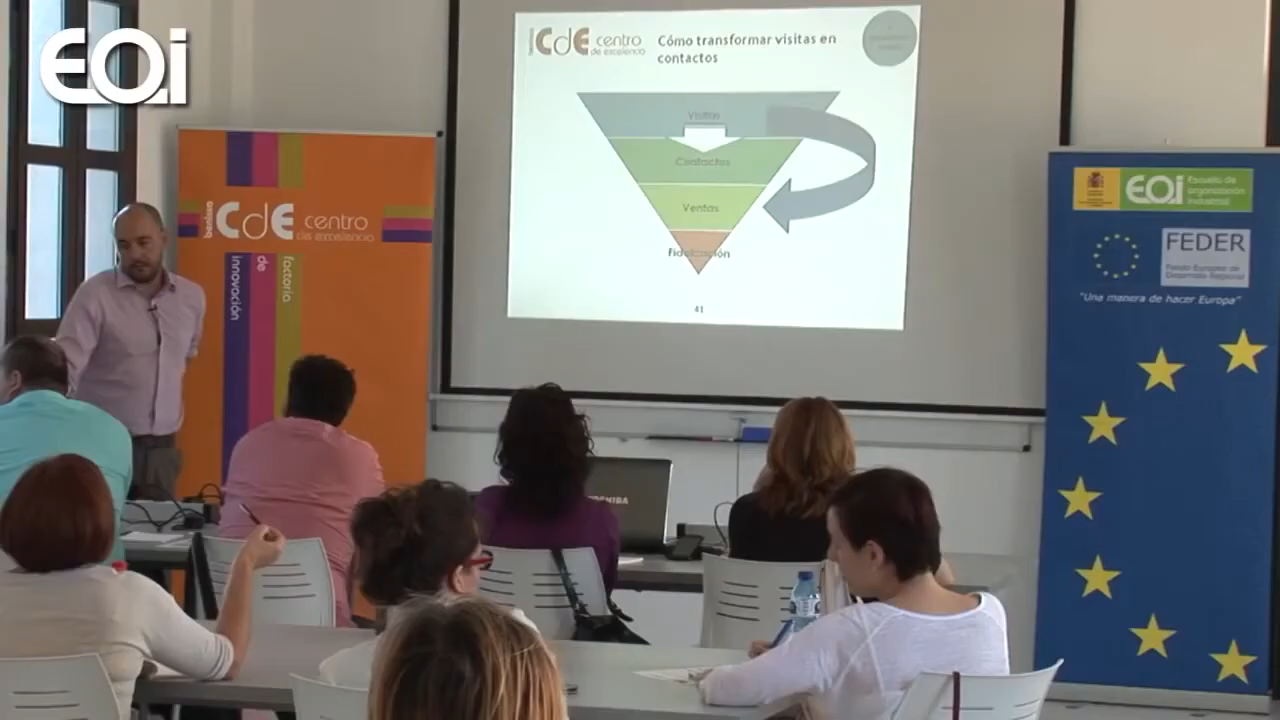 EOi
CdE centro
de excelencia
Cómo transformar visitas en
contactos
Visitas
Contactos
Ventas
Fidelización
41
benisso
CdE centro
de excelencia
factoría
de
innovación
EOi Escuela de
organización
industrial
FEDER
Fondo Europeo de
Desarrollo Regional
"Una manera de hacer Europa"
TOSHIBA